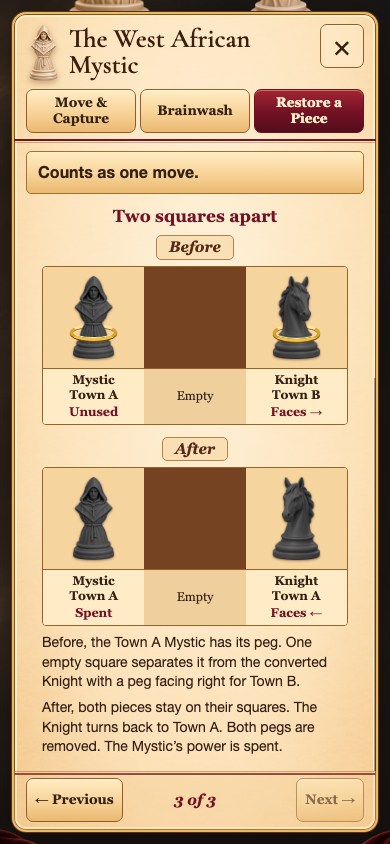 The West African
Mystic
×
Move &
Capture
Brainwash
Restore a
Piece
Counts as one move.
Two squares apart
Before
Mystic
Town A
Unused
Empty
Knight
Town B
Faces →
After
Mystic
Town A
Spent
Empty
Knight
Town A
Faces ←
Before, the Town A Mystic has its peg. One
empty square separates it from the converted
Knight with a peg facing right for Town B.
After, both pieces stay on their squares. The
Knight turns back to Town A. Both pegs are
removed. The Mystic’s power is spent.
← Previous
3 of 3
Next →